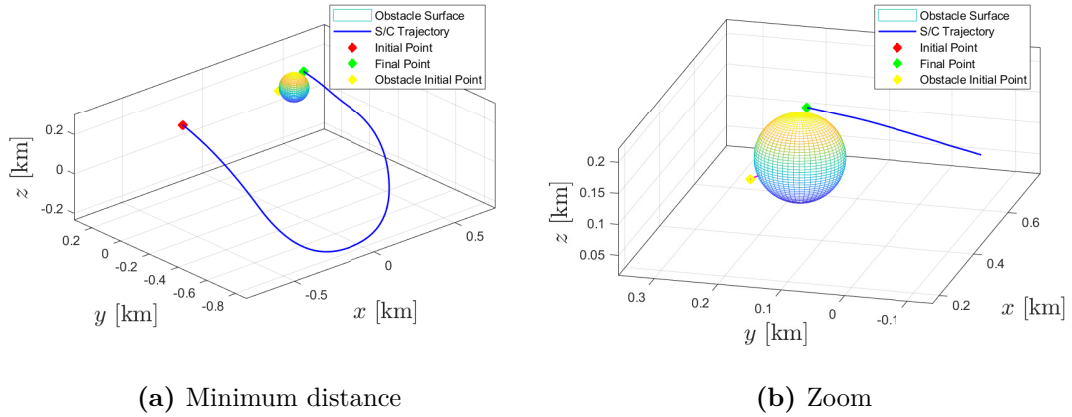 Obstacle Surface
S/C Trajectory
Initial Point
Final Point
Obstacle Initial Point
0.2
0
-0.2
z [km]
0.2
0
-0.2
-0.4
-0.6
-0.8
y [km]
-0.5
0
0.5
x [km]
(a) Minimum distance
Obstacle Surface
S/C Trajectory
Initial Point
Final Point
Obstacle Initial Point
0.2
0.15
0.1
0.05
z [km]
0.3
0.2
0.1
0
-0.1
y [km]
0.2
0.4
0.6
x [km]
(b) Zoom